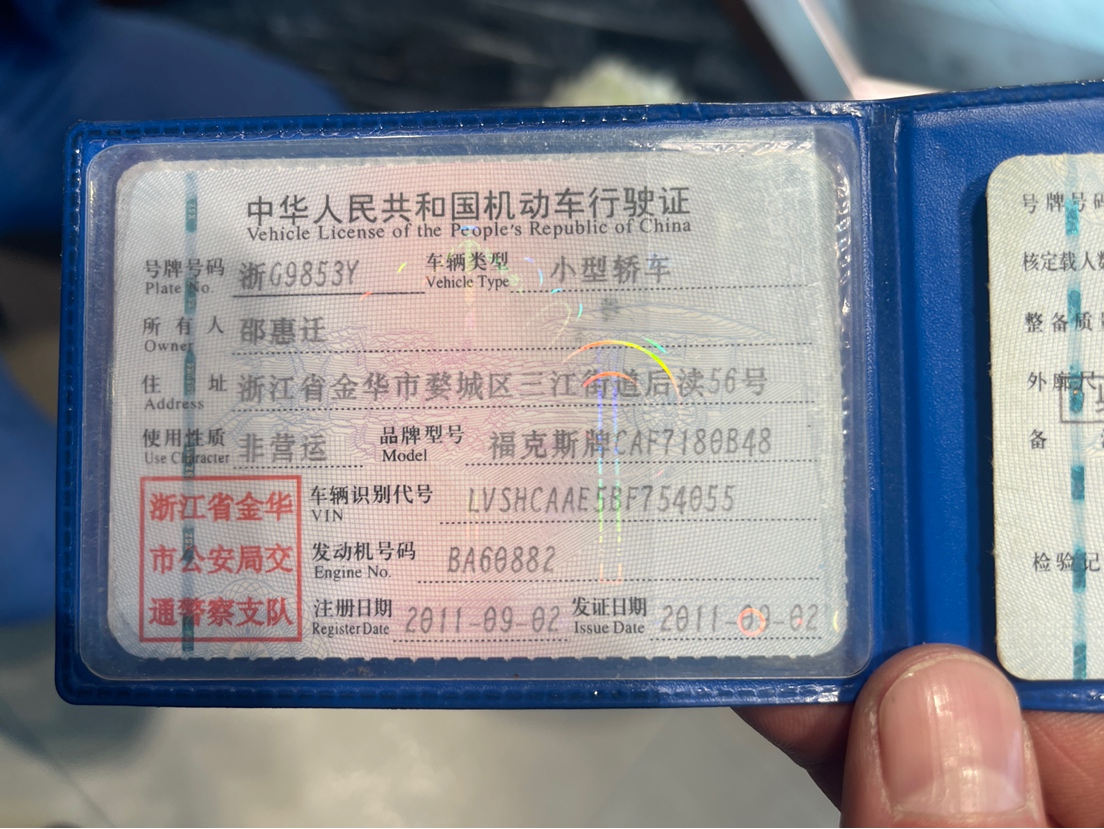 中华人民共和国机动车行驶证
Vehicle License of the People's Republic of China
号牌号码 浙G9853Y 车辆类型 小型轿车
Plate No. Vehicle Type
所有人 邵惠迁
Owner
住址 浙江省金华市婺城区三江街道后渎56号
Address
使用性质 非营运 品牌型号 福克斯牌CAF7180B48
Use Character Model
浙江省金华
市公安局交
通警察支队
车辆识别代号 LVSHCAAE5BF754055
VIN
发动机号码 BA60882
Engine No.
注册日期 2011-09-02 发证日期 2011-09-02
Register Date Issue Date
号牌号码
核定载人数
整备质量
外廓尺
备
检验记